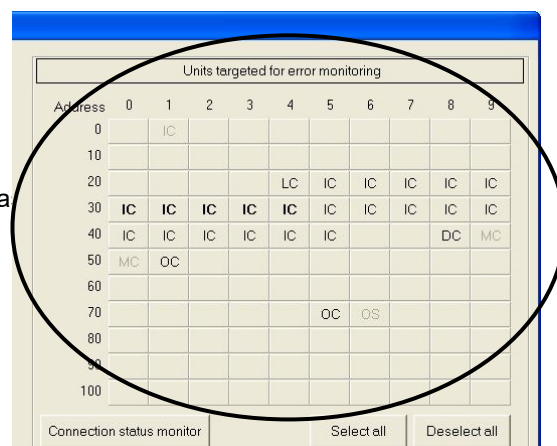 Units targeted for error monitoring
Address 0 1 2 3 4 5 6 7 8 9
0 IC
10
20 LC IC IC IC IC IC
a
30 IC IC IC IC IC IC IC IC IC IC
40 IC IC IC IC IC IC DC MC
50 MC OC
60
70 OC OS
80
90
100
Connection status monitor Select all Deselect all